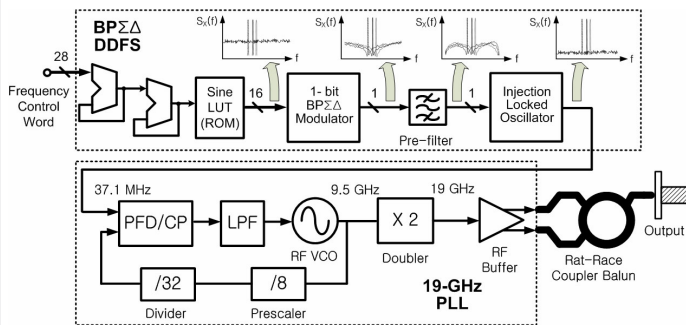 BPΣΔ
DDFS
Sx(f)
f
Sx(f)
f
Sx(f)
f
Sx(f)
f
28
Frequency
Control
Word
Sine
LUT
(ROM)
16
1- bit
BPΣΔ
Modulator
1
Pre-filter
1
Injection
Locked
Oscillator
37.1 MHz
PFD/CP
LPF
RF VCO
9.5 GHz
X 2
Doubler
19 GHz
RF
Buffer
Rat-Race
Coupler Balun
Output
/32
Divider
/8
Prescaler
19-GHz
PLL